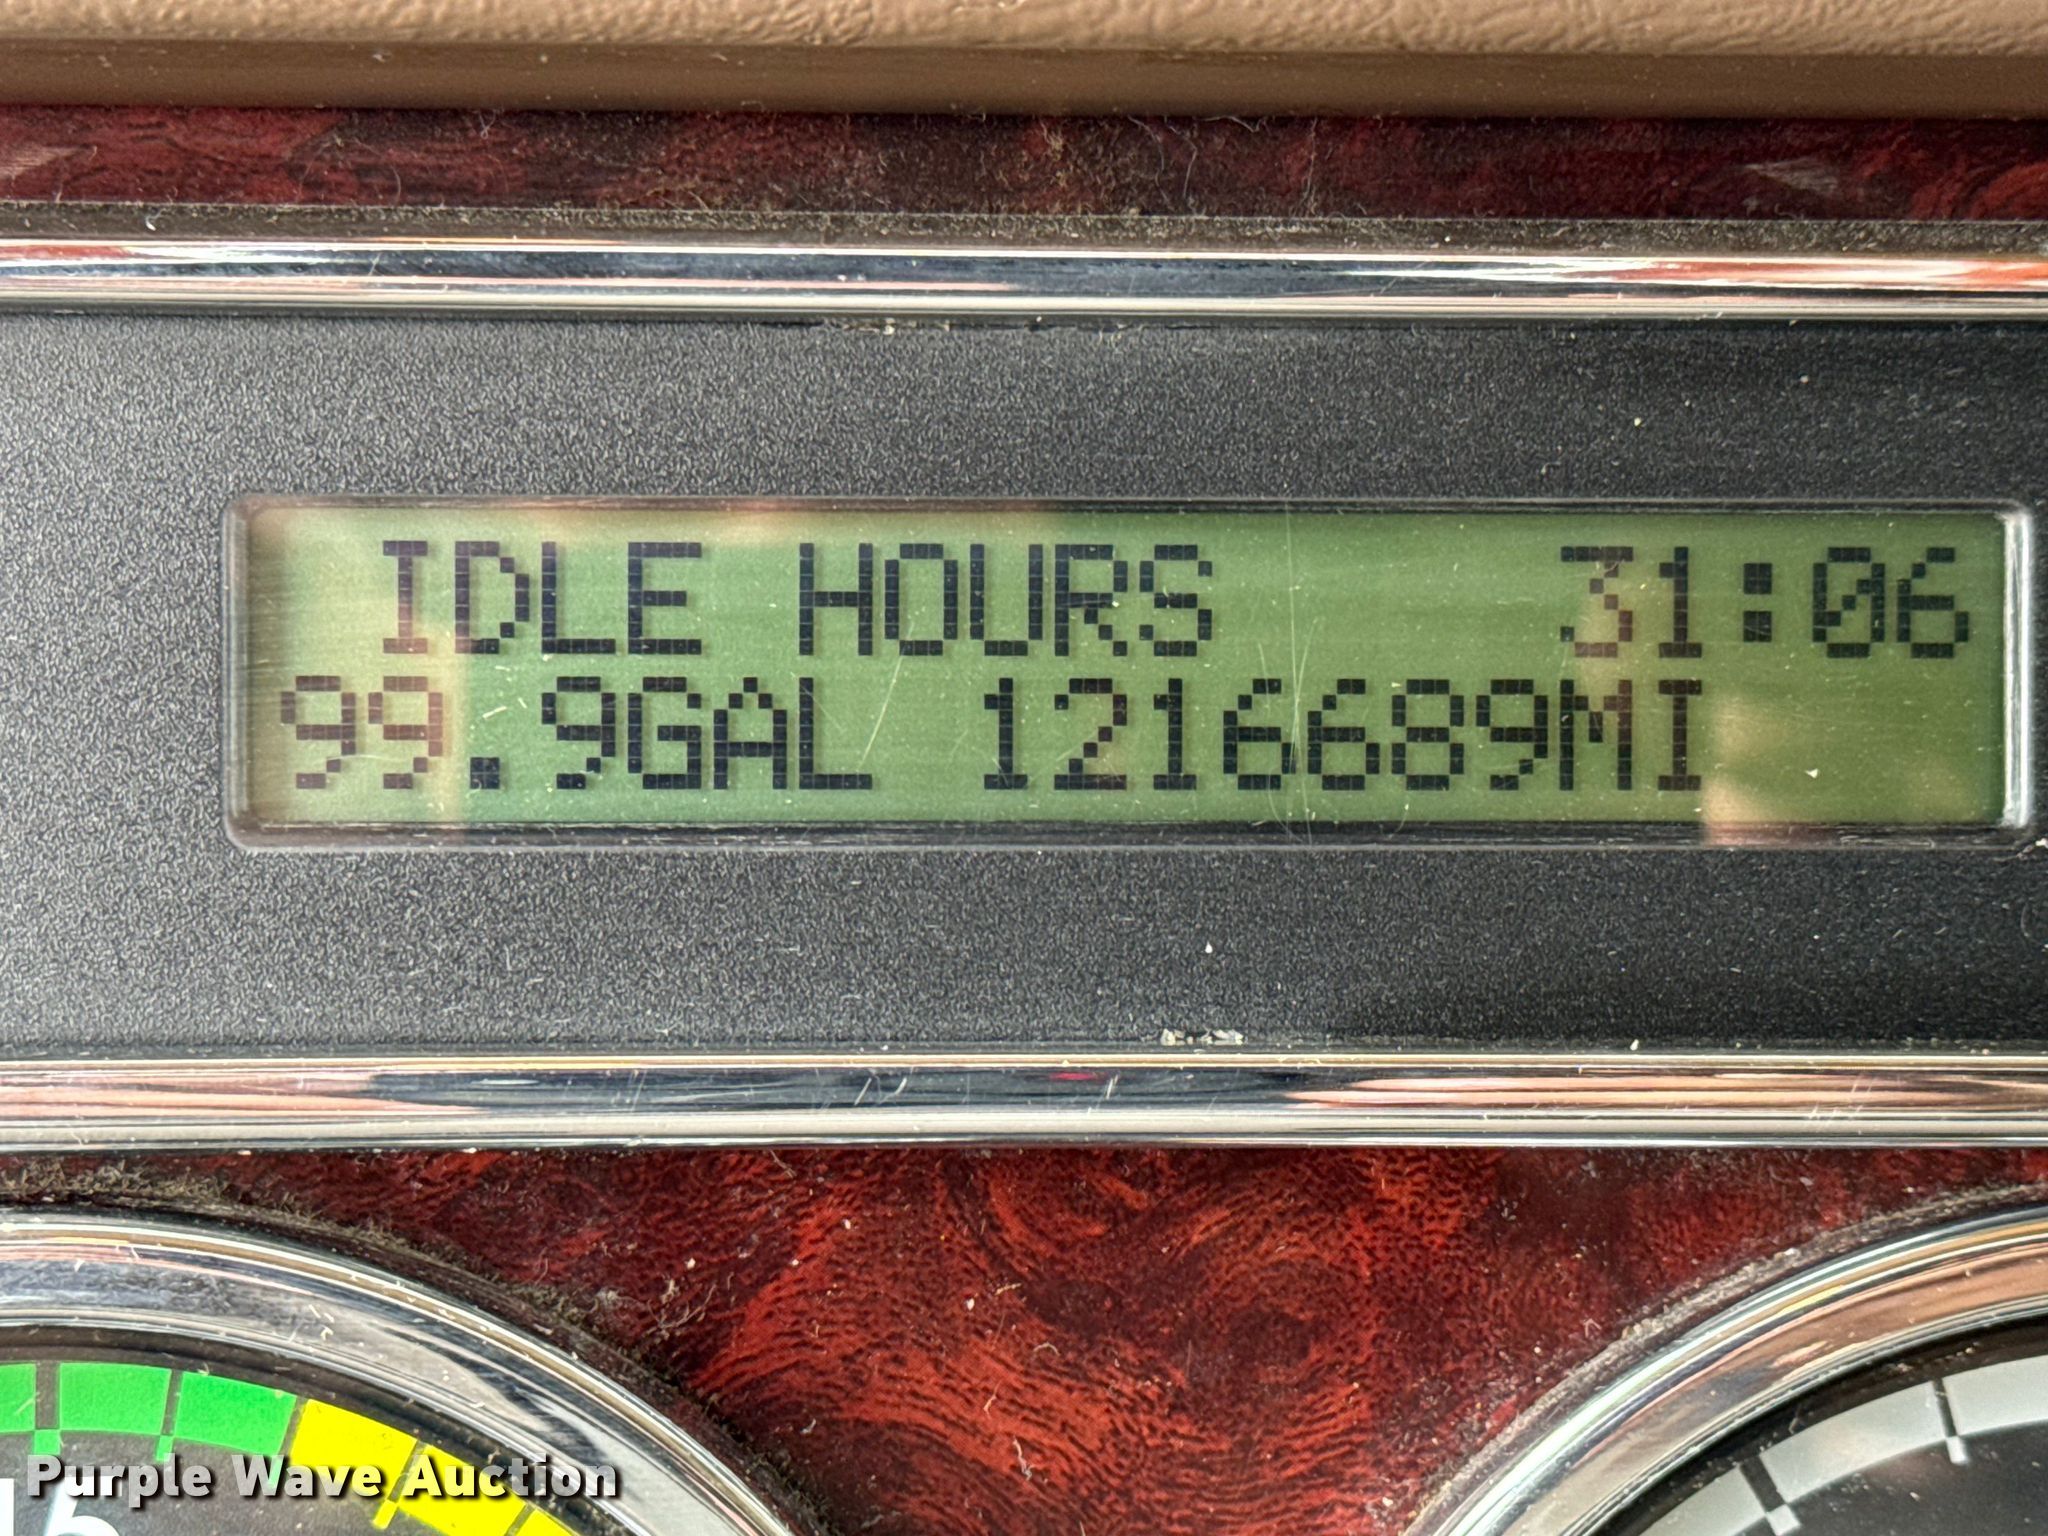 IDLE HOURS 31:06
99.9GAL 1216689MI
Purple Wave Auction